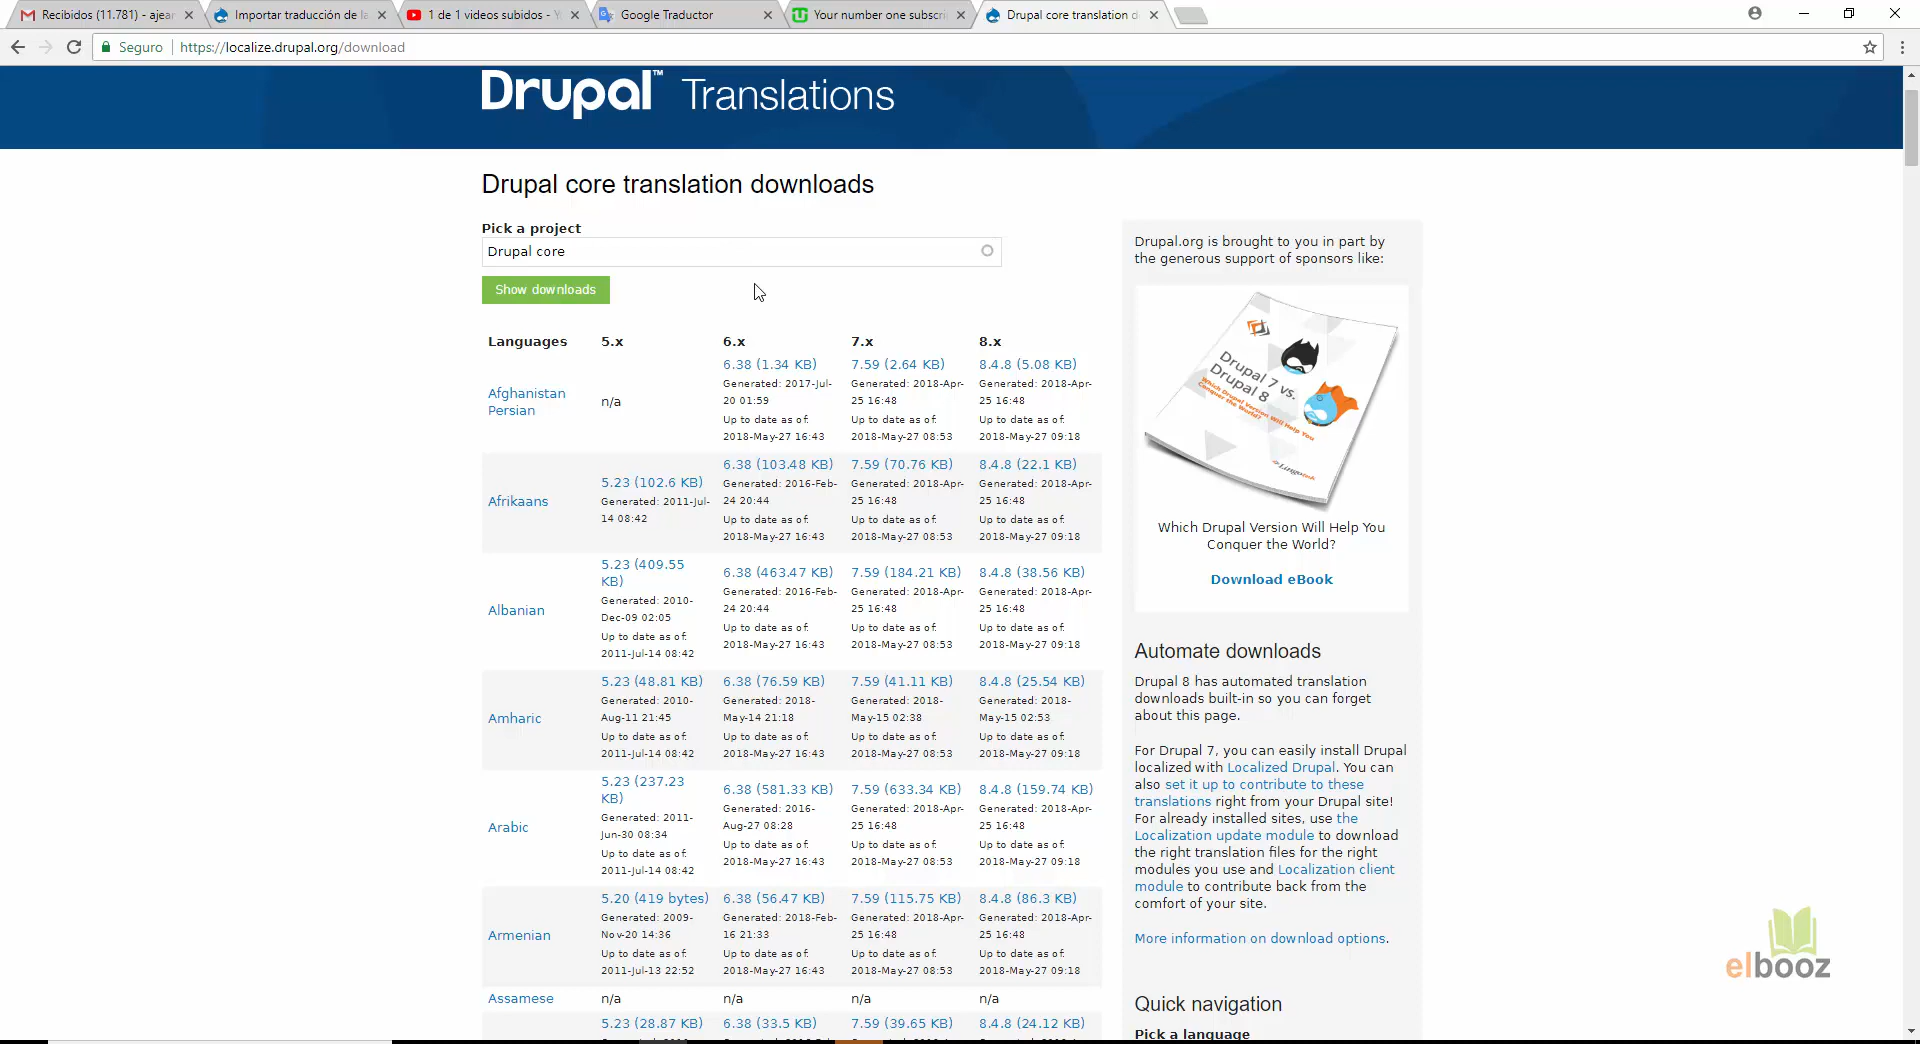 Recibidos (11.781) - ajear
Importar traducción de la
1 de 1 videos subidos - Y
Google Traductor
Your number one subscri
Drupal core translation d
Seguro
https://localize.drupal.org/download
Drupal™ Translations
Drupal core translation downloads
Pick a project
Drupal core
Show downloads
Languages 5.x 6.x 7.x 8.x
Afghanistan Persian
n/a
6.38 (1.34 KB)
Generated: 2017-Jul-
20 01:59
Up to date as of:
2018-May-27 16:43
7.59 (2.64 KB)
Generated: 2018-Apr-
25 16:48
Up to date as of:
2018-May-27 08:53
8.4.8 (5.08 KB)
Generated: 2018-Apr-
25 16:48
Up to date as of:
2018-May-27 09:18
Afrikaans
5.23 (102.6 KB)
Generated: 2011-Jul-
14 08:42
6.38 (103.48 KB)
Generated: 2016-Feb-
24 20:44
Up to date as of:
2018-May-27 16:43
7.59 (70.76 KB)
Generated: 2018-Apr-
25 16:48
Up to date as of:
2018-May-27 08:53
8.4.8 (22.1 KB)
Generated: 2018-Apr-
25 16:48
Up to date as of:
2018-May-27 09:18
Albanian
5.23 (409.55
KB)
Generated: 2010-
Dec-09 02:05
Up to date as of:
2011-Jul-14 08:42
6.38 (463.47 KB)
Generated: 2016-Feb-
24 20:44
Up to date as of:
2018-May-27 16:43
7.59 (184.21 KB)
Generated: 2018-Apr-
25 16:48
Up to date as of:
2018-May-27 08:53
8.4.8 (38.56 KB)
Generated: 2018-Apr-
25 16:48
Up to date as of:
2018-May-27 09:18
Amharic
5.23 (48.81 KB)
Generated: 2010-
Aug-11 21:45
Up to date as of:
2011-Jul-14 08:42
6.38 (76.59 KB)
Generated: 2018-
May-14 21:18
Up to date as of:
2018-May-27 16:43
7.59 (41.11 KB)
Generated: 2018-
May-15 02:38
Up to date as of:
2018-May-27 08:53
8.4.8 (25.54 KB)
Generated: 2018-
May-15 02:53
Up to date as of:
2018-May-27 09:18
Arabic
5.23 (237.23
KB)
Generated: 2011-
Jun-30 08:34
Up to date as of:
2011-Jul-14 08:42
6.38 (581.33 KB)
Generated: 2016-
Aug-27 08:28
Up to date as of:
2018-May-27 16:43
7.59 (633.34 KB)
Generated: 2018-Apr-
25 16:48
Up to date as of:
2018-May-27 08:53
8.4.8 (159.74 KB)
Generated: 2018-Apr-
25 16:48
Up to date as of:
2018-May-27 09:18
Armenian
5.20 (419 bytes)
Generated: 2009-
Nov-20 14:36
Up to date as of:
2011-Jul-13 22:52
6.38 (56.47 KB)
Generated: 2018-Feb-
16 21:33
Up to date as of:
2018-May-27 16:43
7.59 (115.75 KB)
Generated: 2018-Apr-
25 16:48
Up to date as of:
2018-May-27 08:53
8.4.8 (86.3 KB)
Generated: 2018-Apr-
25 16:48
Up to date as of:
2018-May-27 09:18
Assamese n/a n/a n/a n/a
5.23 (28.87 KB) 6.38 (33.5 KB) 7.59 (39.65 KB) 8.4.8 (24.12 KB)
Drupal.org is brought to you in part by
the generous support of sponsors like:
Drupal 7 vs.
Drupal 8
Which Drupal Version Will Help You
Conquer the World?
Which Drupal Version Will Help You
Conquer the World?
Download eBook
Automate downloads
Drupal 8 has automated translation
downloads built-in so you can forget
about this page.
For Drupal 7, you can easily install Drupal
localized with Localized Drupal. You can
also set it up to contribute to these
translations right from your Drupal site!
For already installed sites, use the
Localization update module to download
the right translation files for the right
modules you use and Localization client
module to contribute back from the
comfort of your site.
More information on download options.
Quick navigation
Pick a language
elbooz